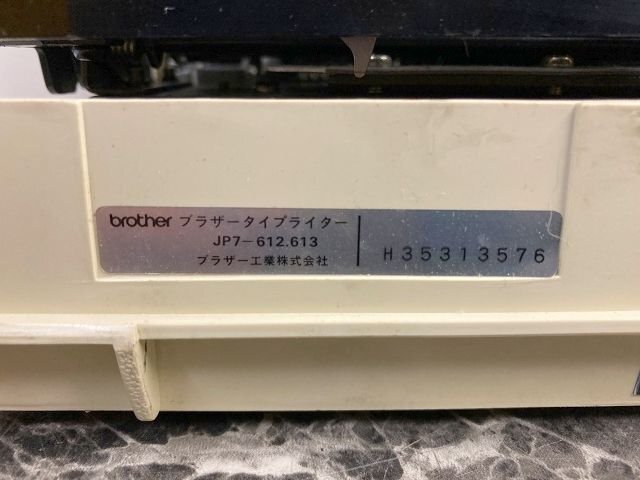 brother ブラザータイプライター
JP7-612.613
ブラザー工業株式会社
H35313576